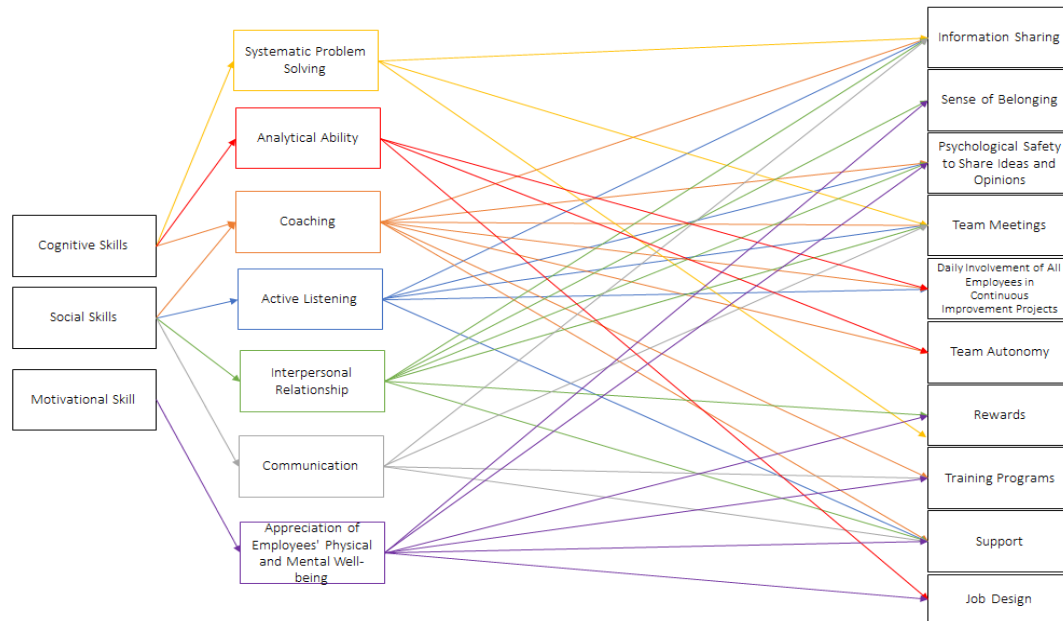 Cognitive Skills
Social Skills
Motivational Skill
Systematic Problem
Solving
Analytical Ability
Coaching
Active Listening
Interpersonal
Relationship
Communication
Appreciation of
Employees' Physical
and Mental Well-
being
Information Sharing
Sense of Belonging
Psychological Safety
to Share Ideas and
Opinions
Team Meetings
Daily Involvement of All
Employees in
Continuous
Improvement Projects
Team Autonomy
Rewards
Training Programs
Support
Job Design